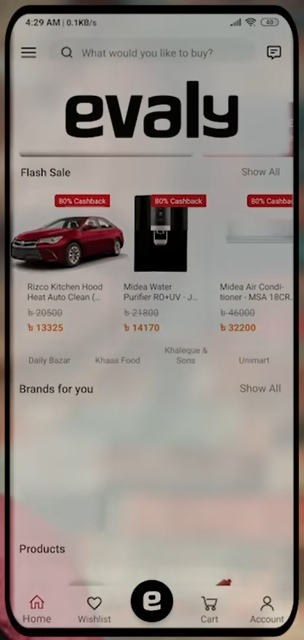 4:29 AM | 0.1KB/s
48
What would you like to buy?
evaly
Flash Sale
Show All
80% Cashback
80% Cashback
80% Cashba
Rizco Kitchen Hood
Heat Auto Clean (...
৳ 20500
৳ 13325
Midea Water
Purifier RO+UV - J...
৳ 21800
৳ 14170
Midea Air Condi-
tioner - MSA 18CR.
৳ 46000
৳ 32200
Daily Bazar
Khaas Food
Khaleque &
Sons
Unimart
Brands for you
Show All
Products
e
Home
Wishlist
Cart
Account